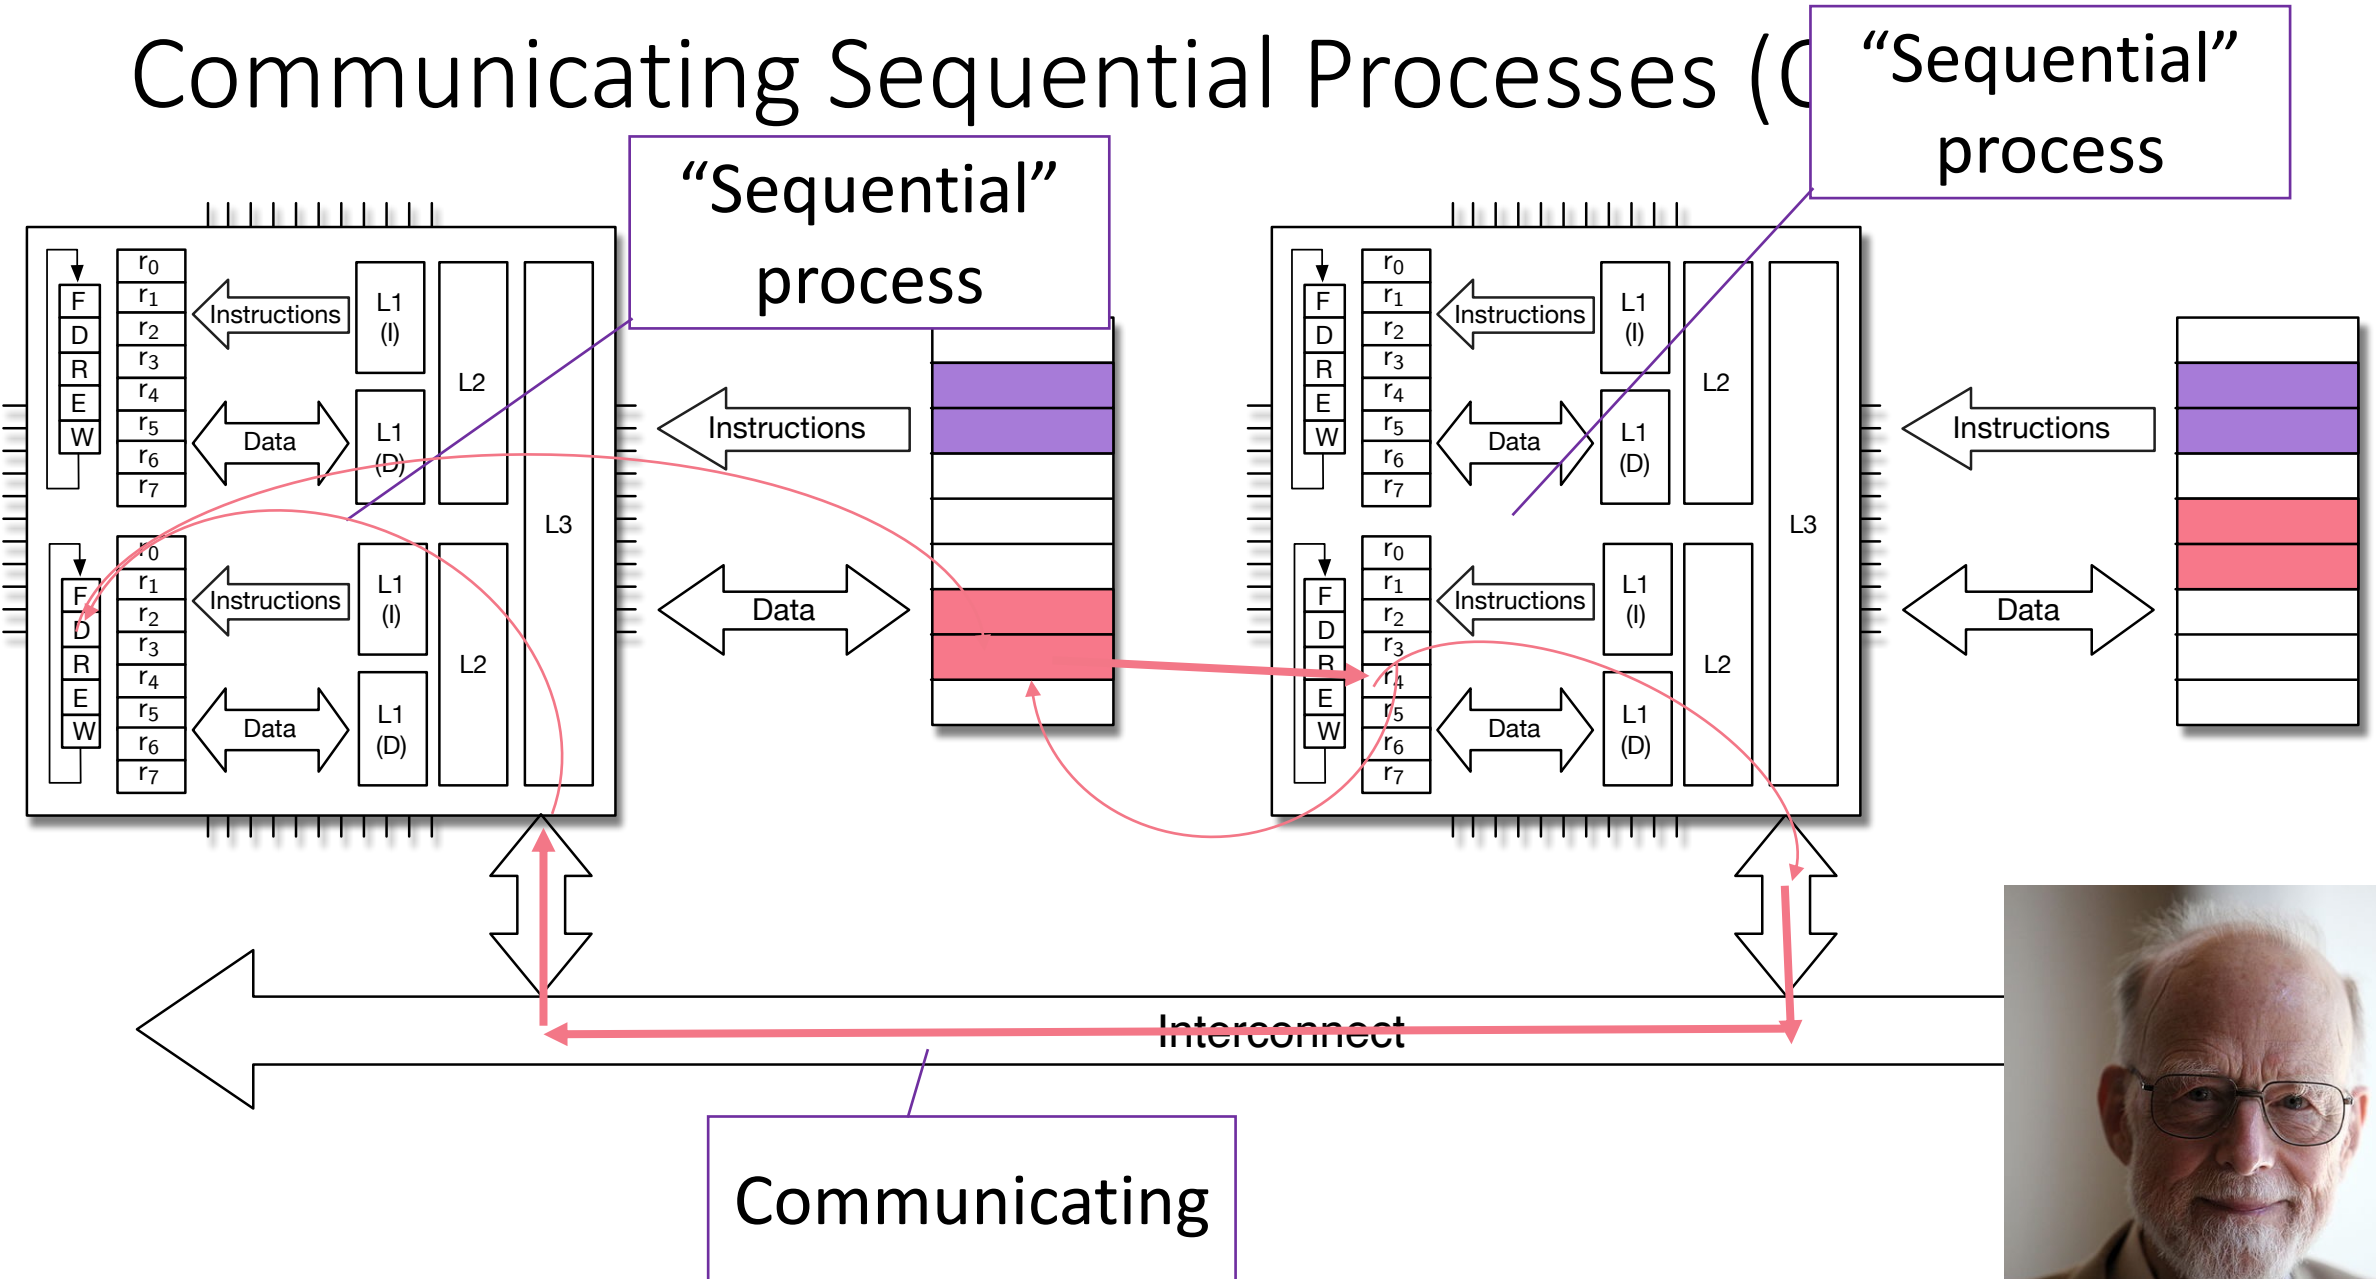 Communicating Sequential Processes (C
“Sequential”
process
“Sequential”
process
F
D
R
E
W
r0
r1
r2
r3
r4
r5
r6
r7
Instructions
Data
L1
(I)
L1
(D)
L2
F
D
R
E
W
r0
r1
r2
r3
r4
r5
r6
r7
Instructions
Data
L1
(I)
L1
(D)
L2
L3
Instructions
Data
F
D
R
E
W
r0
r1
r2
r3
r4
r5
r6
r7
Instructions
Data
L1
(I)
L1
(D)
L2
F
D
R
E
W
r0
r1
r2
r3
r4
r5
r6
r7
Instructions
Data
L1
(I)
L1
(D)
L2
L3
Instructions
Data
Interconnect
Communicating